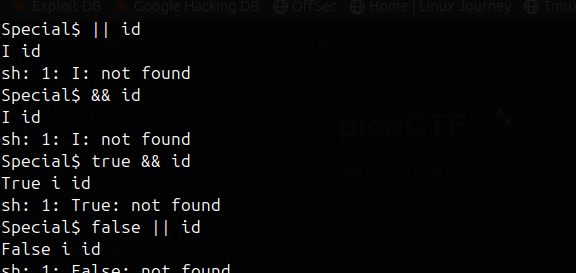 Exploit-DB Google Hacking DB OffSec Home | Linux Journey Tmux
Special$ || id
I id
sh: 1: I: not found
Special$ && id
I id
sh: 1: I: not found
Special$ true && id
True i id
sh: 1: True: not found
Special$ false || id
False i id
sh: 1: False: not found
picoCTF